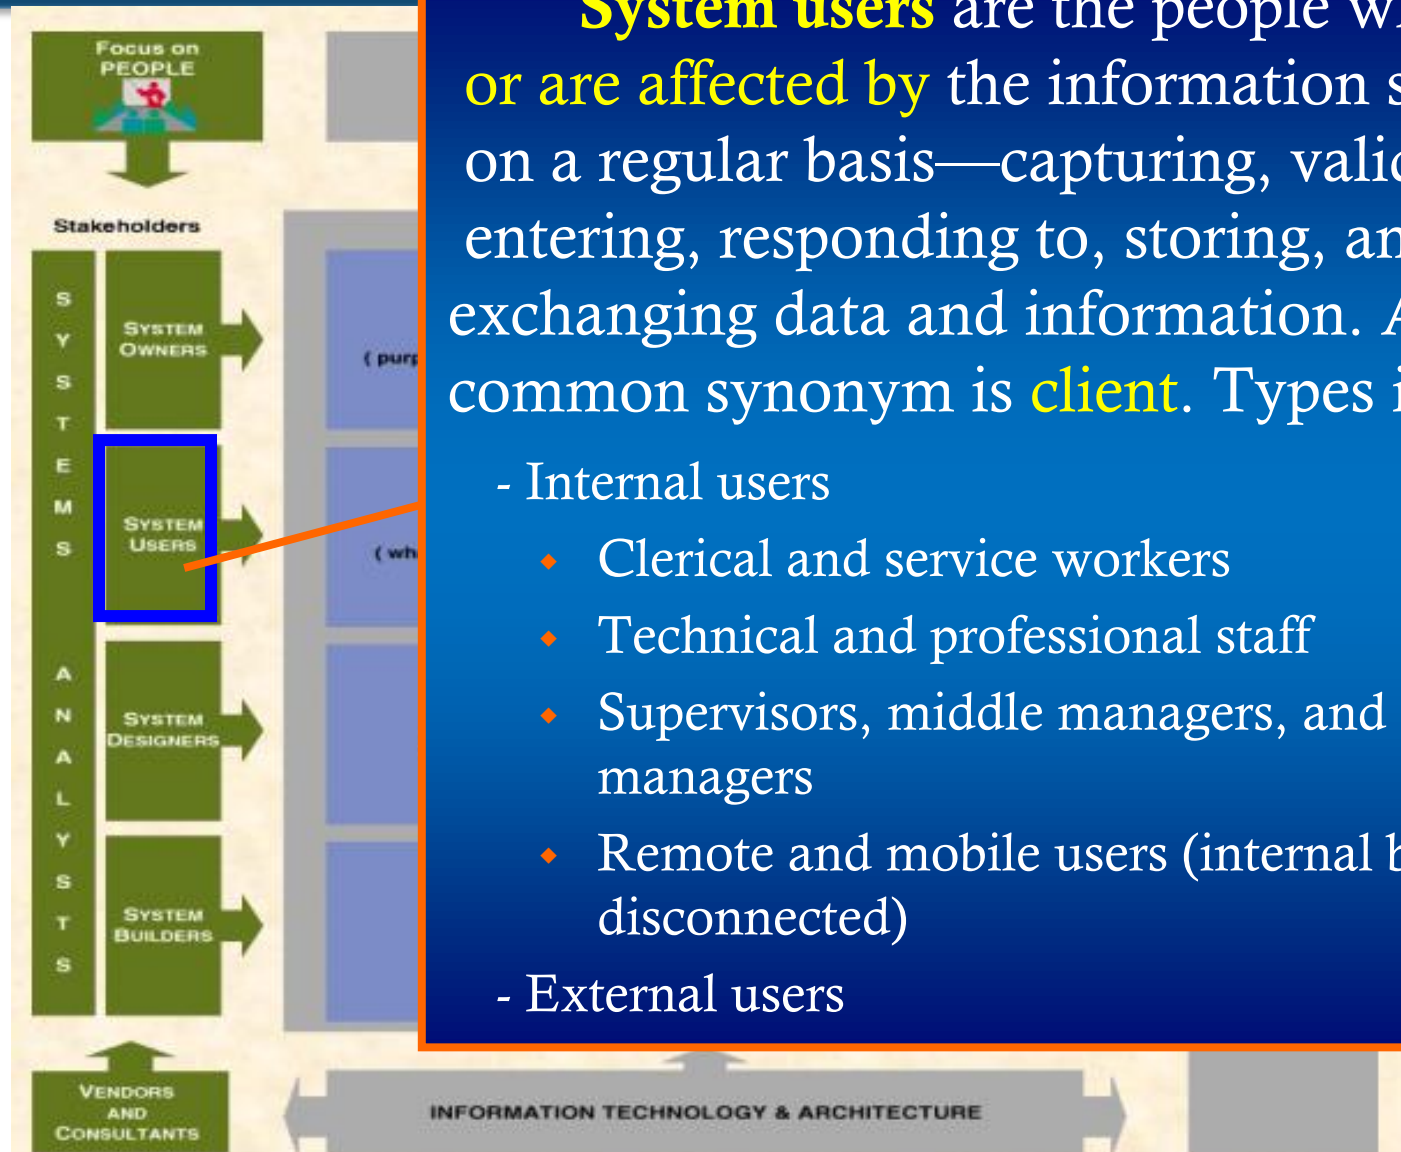 Focus on
PEOPLE
Stakeholders
SYSTEMS ANALYSTS
SYSTEM
OWNERS
SYSTEM
USERS
SYSTEM
DESIGNERS
SYSTEM
BUILDERS
VENDORS
AND
CONSULTANTS
System users are the people
or are affected by the information
on a regular basis—capturing,
entering, responding to, storing,
exchanging data and information.
common synonym is client. Types
- Internal users
Clerical and service workers
Technical and professional staff
Supervisors, middle managers, and
managers
Remote and mobile users (internal
disconnected)
- External users
INFORMATION TECHNOLOGY & ARCHITECTURE